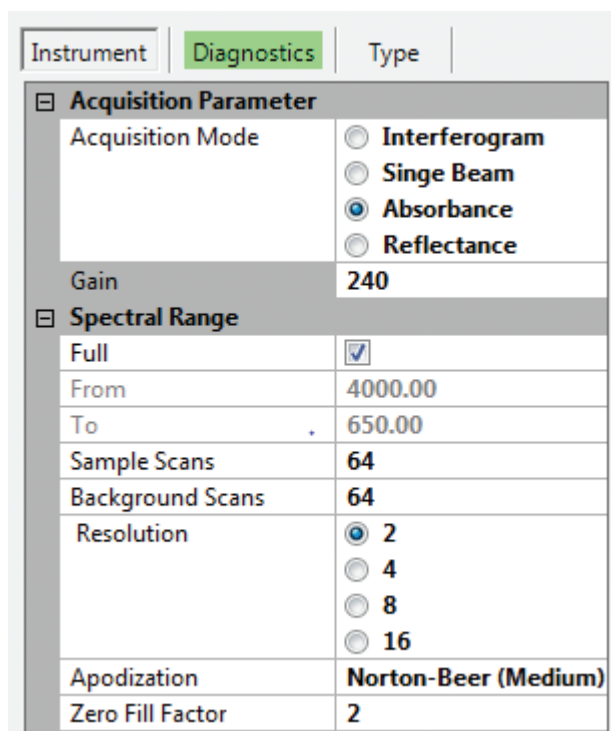 Instrument Diagnostics Type
Acquisition Parameter
Acquisition Mode Interferogram
Singe Beam
Absorbance
Reflectance
Gain 240
Spectral Range
Full
From 4000.00
To 650.00
Sample Scans 64
Background Scans 64
Resolution 2
4
8
16
Apodization Norton-Beer (Medium)
Zero Fill Factor 2